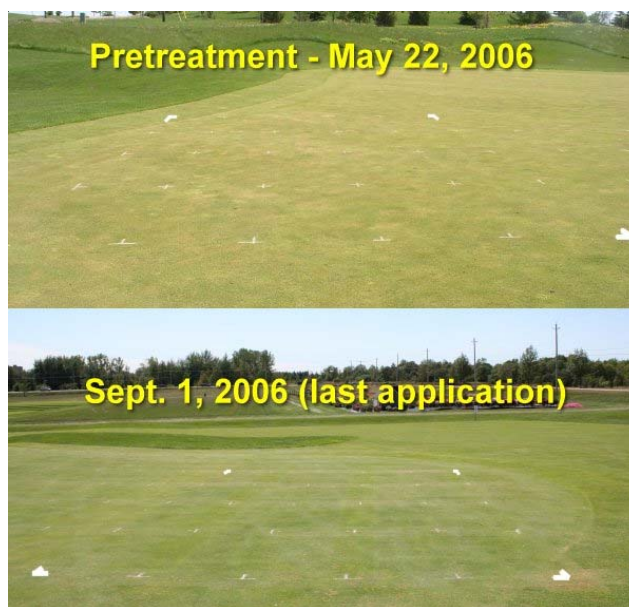 Pretreatment - May 22, 2006
Sept. 1, 2006 (last application)